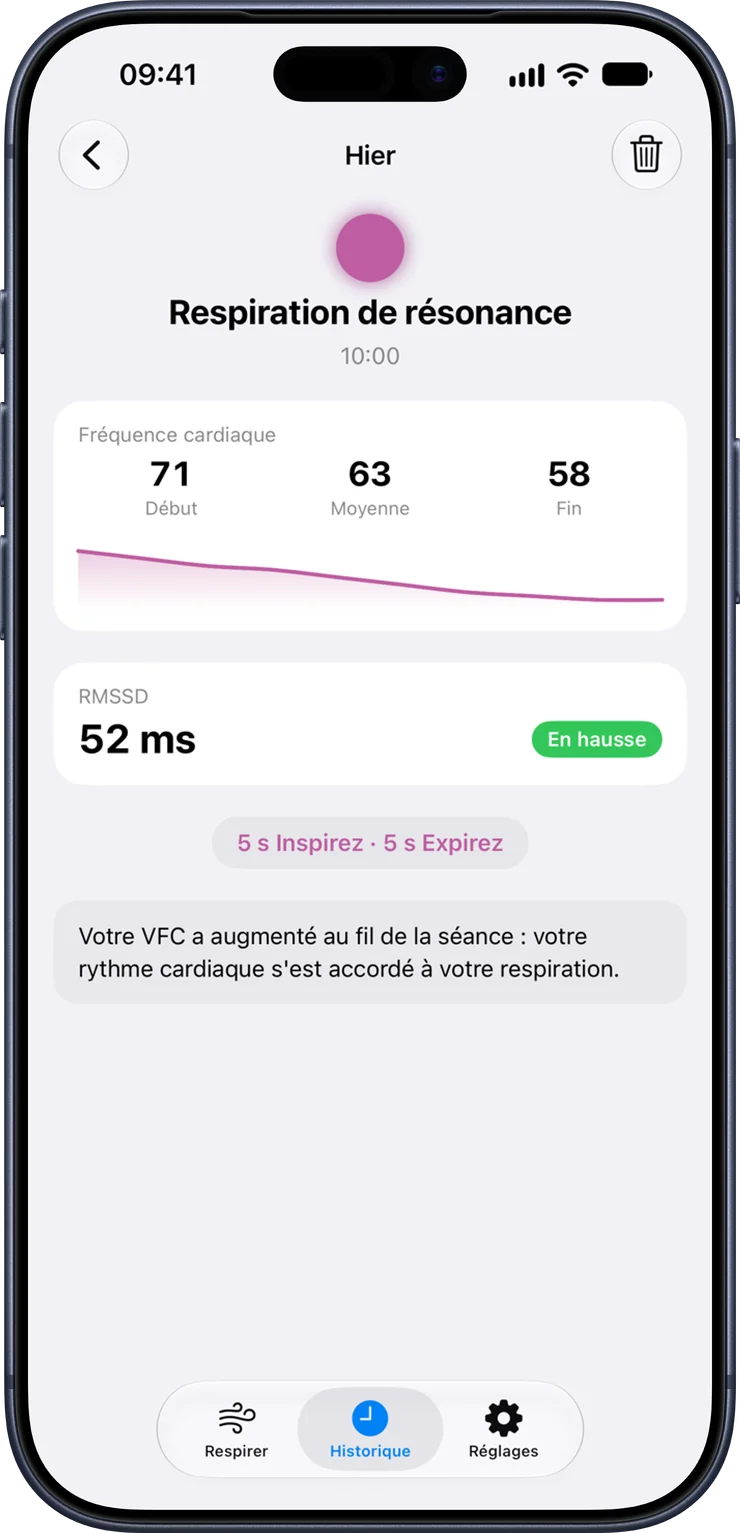 09:41
Hier
Respiration de résonance
10:00
Fréquence cardiaque
71 63 58
Début Moyenne Fin
RMSSD
52 ms
En hausse
5 s Inspirez · 5 s Expirez
Votre VFC a augmenté au fil de la séance : votre
rythme cardiaque s'est accordé à votre respiration.
Respirer Historique Réglages